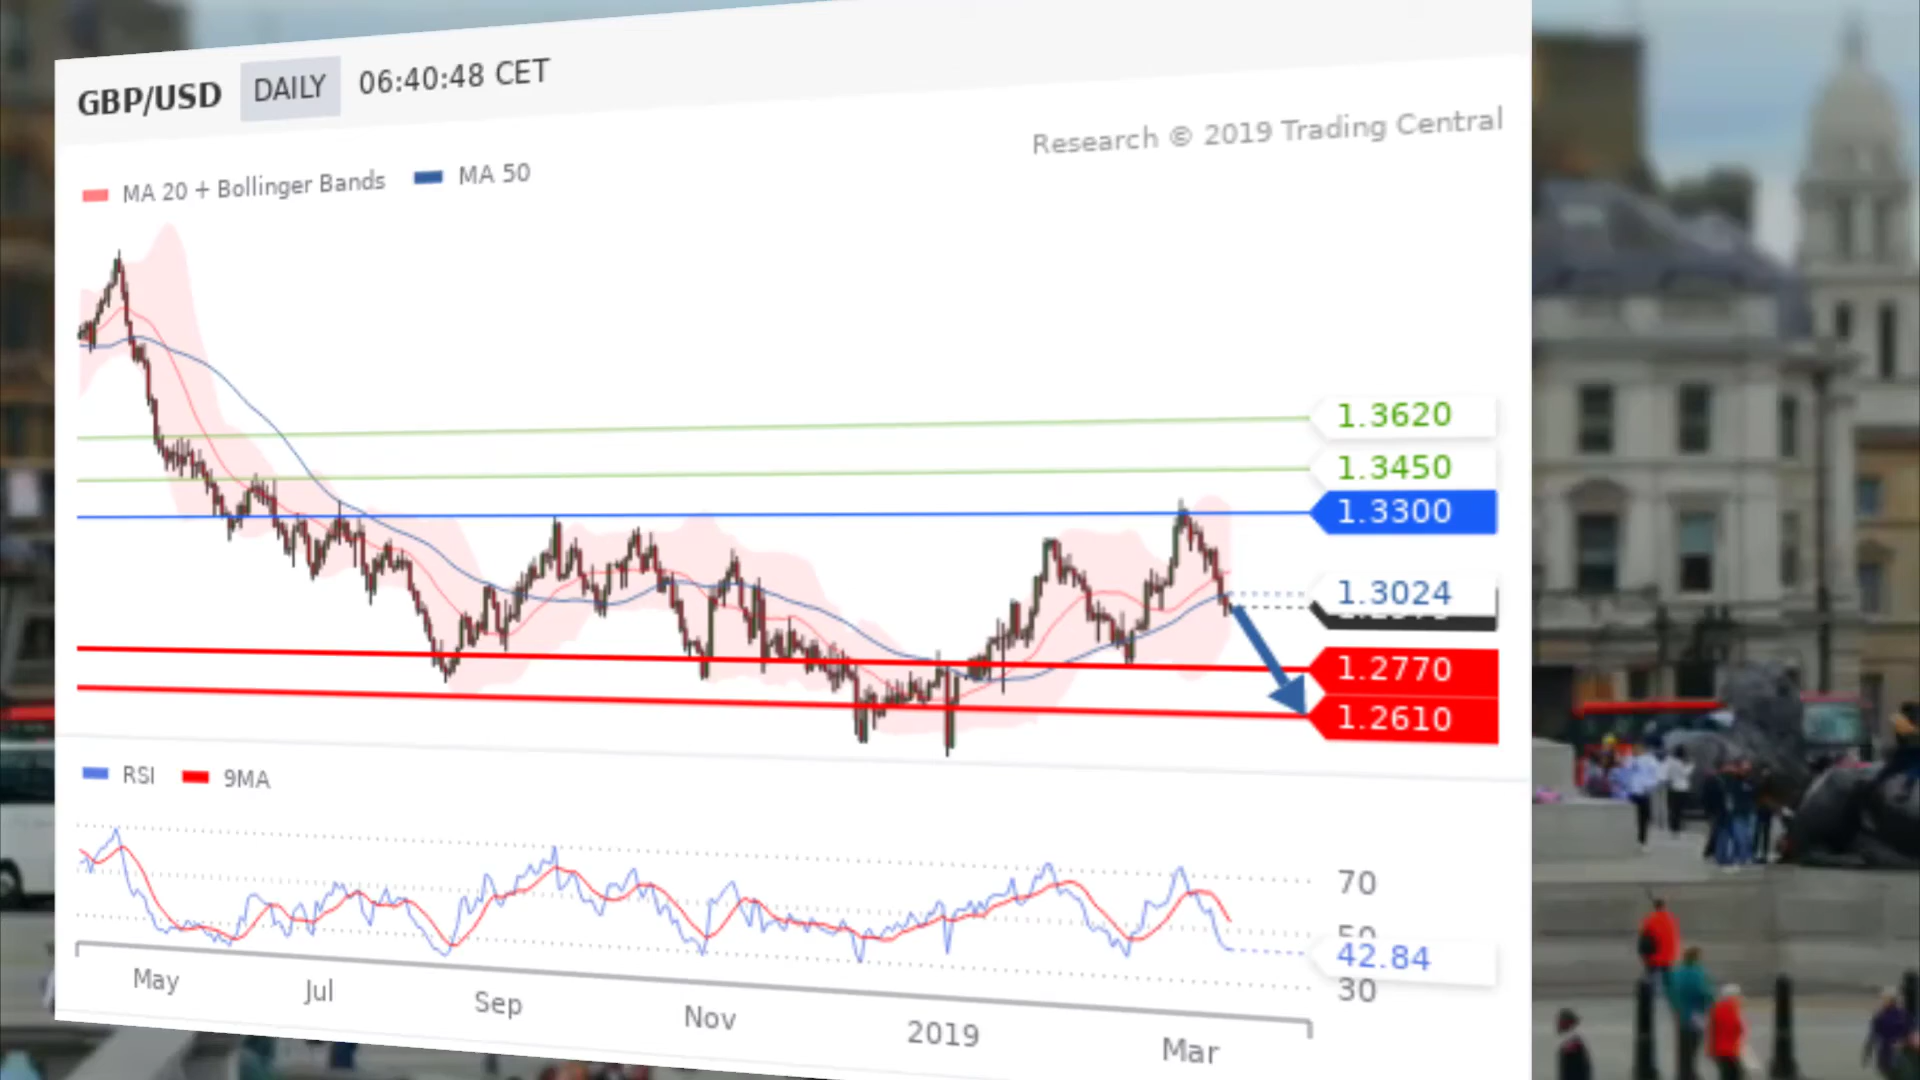 GBP/USD DAILY 06:40:48 CET
Research © 2019 Trading Central
MA 20 + Bollinger Bands MA 50
1.3620
1.3450
1.3300
1.3024
1.2770
1.2610
RSI 9MA
70
50
42.84
30
May Jul Sep Nov 2019 Mar